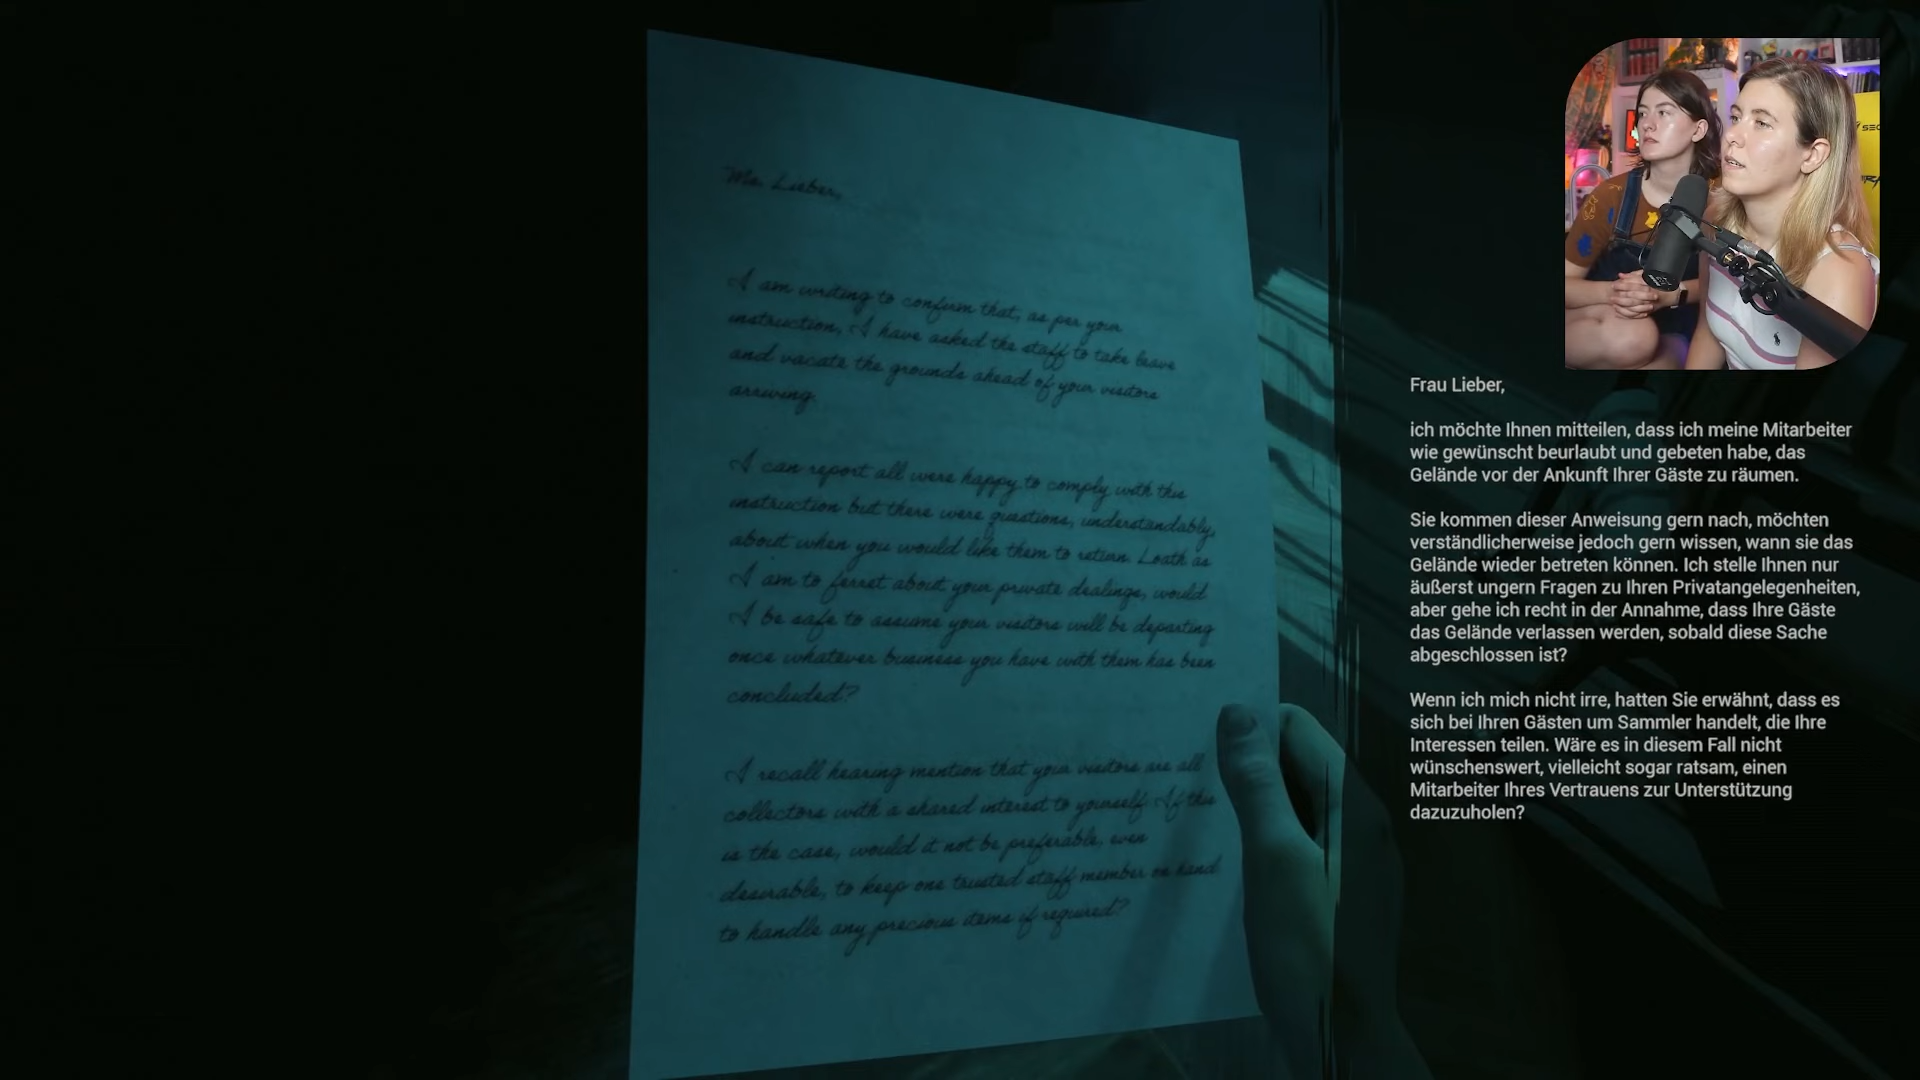 Ms. Lieber,
I am writing to confirm that, as per your
instruction, I have asked the staff to take leave
and vacate the grounds ahead of your visitors
arriving.
I can report all were happy to comply with this
instruction but there were questions, understandably,
about when you would like them to return. Loath as
I am to ferret about your private dealings, would
I be safe to assume your visitors will be departing
once whatever business you have with them has been
concluded?
I recall hearing mention that your visitors are all
collectors with a shared interest to yourself. If this
is the case, would it not be preferable, even
desirable, to keep one trusted staff member on hand
to handle any precious items if required?
Frau Lieber,
ich möchte Ihnen mitteilen, dass ich meine Mitarbeiter
wie gewünscht beurlaubt und gebeten habe, das
Gelände vor der Ankunft Ihrer Gäste zu räumen.
Sie kommen dieser Anweisung gern nach, möchten
verständlicherweise jedoch gern wissen, wann sie das
Gelände wieder betreten können. Ich stelle Ihnen nur
äußerst ungern Fragen zu Ihren Privatangelegenheiten,
aber gehe ich recht in der Annahme, dass Ihre Gäste
das Gelände verlassen werden, sobald diese Sache
abgeschlossen ist?
Wenn ich mich nicht irre, hatten Sie erwähnt, dass es
sich bei Ihren Gästen um Sammler handelt, die Ihre
Interessen teilen. Wäre es in diesem Fall nicht
wünschenswert, vielleicht sogar ratsam, einen
Mitarbeiter Ihres Vertrauens zur Unterstützung
dazuzuholen?